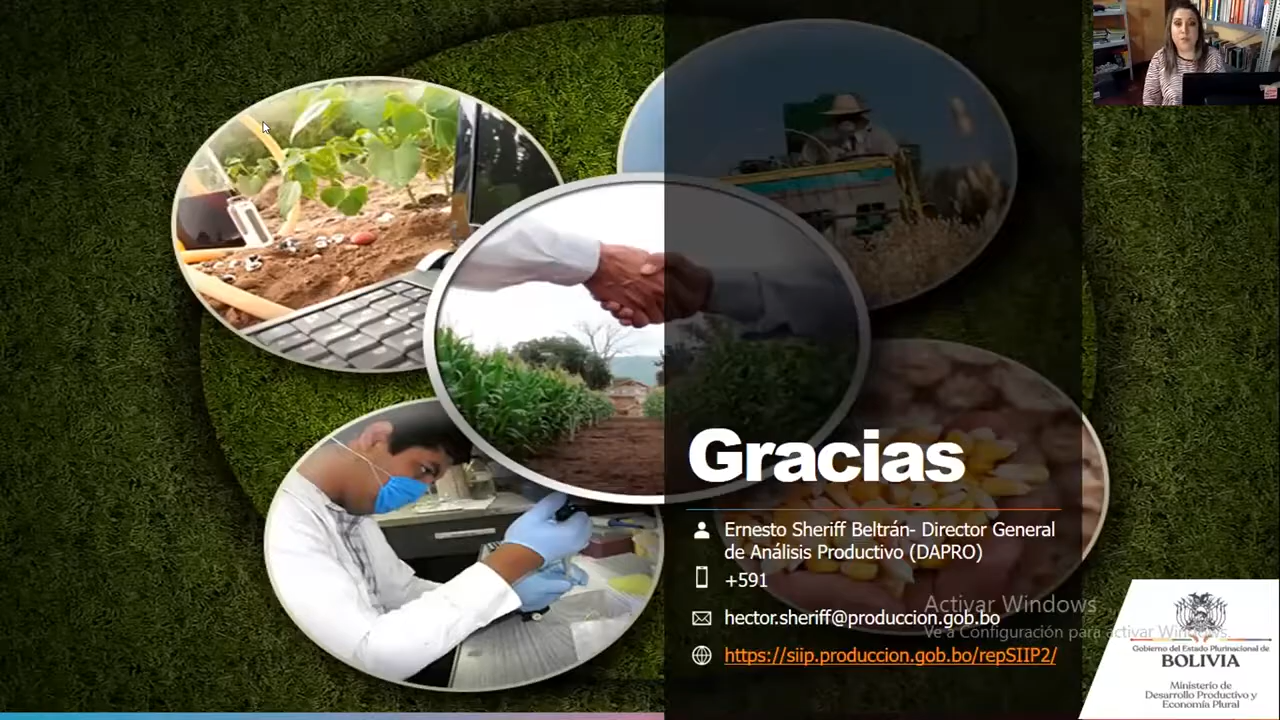 Gracias
Ernesto Sheriff Beltrán- Director General
de Análisis Productivo (DAPRO)
+591
hector.sheriff@produccion.gob.bo
https://siip.produccion.gob.bo/repSIIP2/
Activar Windows
Ve a Configuración para activar Windows.
Gobierno del Estado Plurinacional de
BOLIVIA
Ministerio de
Desarrollo Productivo y
Economía Plural